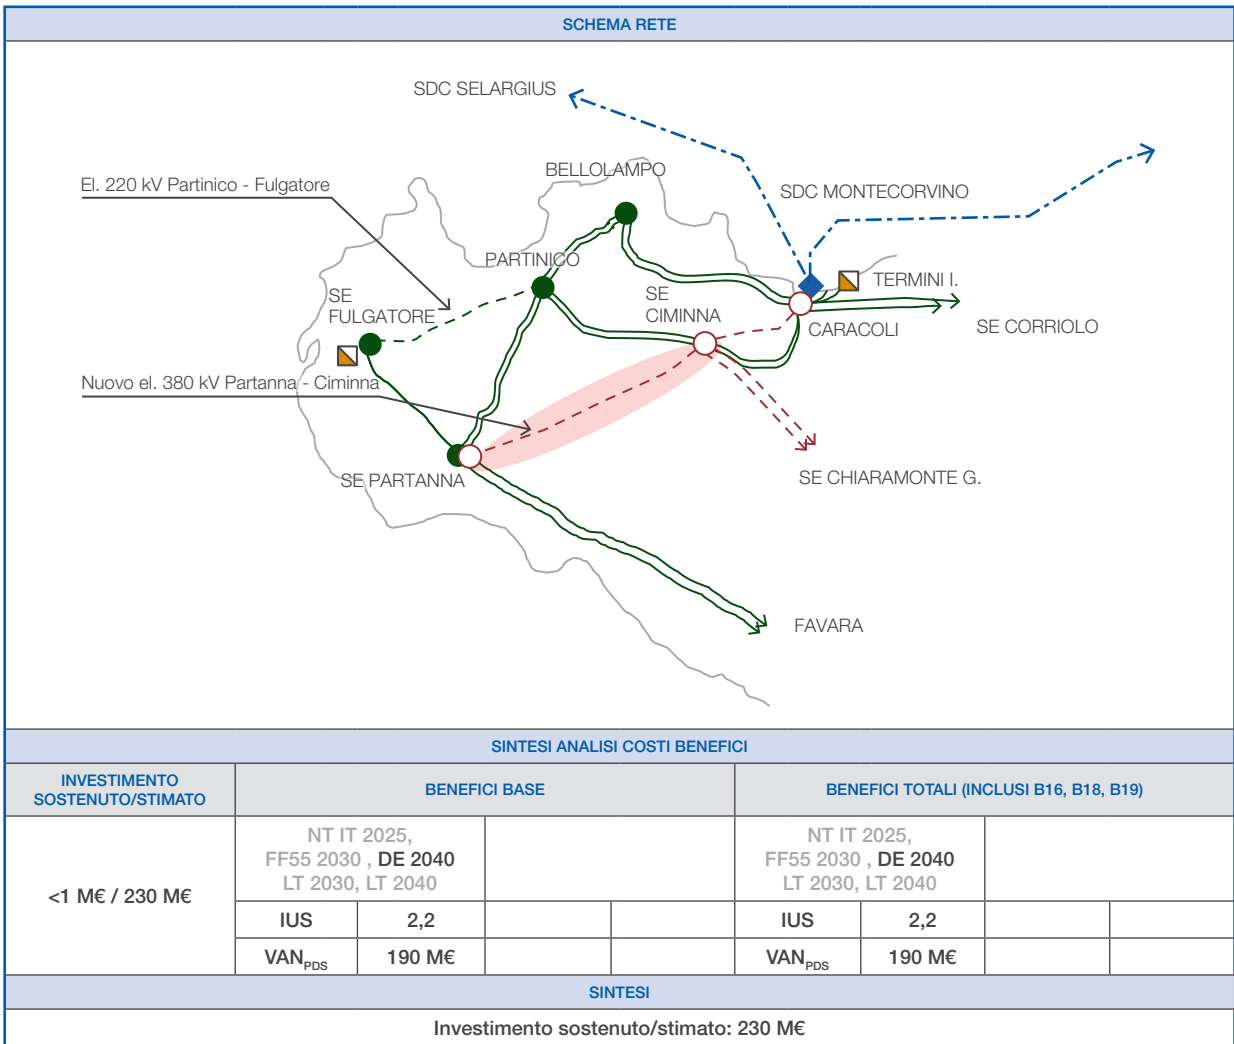 SCHEMA RETE
SDC SELARGIUS
BELLOLAMPO
El. 220 kV Partinico - Fulgatore
SDC MONTECORVINO
PARTINICO
TERMINI I.
SE
FULGATORE
SE
CIMINNA
CARACOLI
SE CORRIOLO
Nuovo el. 380 kV Partanna - Ciminna
SE PARTANNA
SE CHIARAMONTE G.
FAVARA
SINTESI ANALISI COSTI BENEFICI
INVESTIMENTO
SOSTENUTO/STIMATO
BENEFICI BASE
BENEFICI TOTALI (INCLUSI B16, B18, B19)
<1 M€ / 230 M€
NT IT 2025,
FF55 2030 , DE 2040
LT 2030, LT 2040
NT IT 2025,
FF55 2030 , DE 2040
LT 2030, LT 2040
IUS 2,2 IUS 2,2
VANPDS 190 M€ VANPDS 190 M€
SINTESI
Investimento sostenuto/stimato: 230 M€